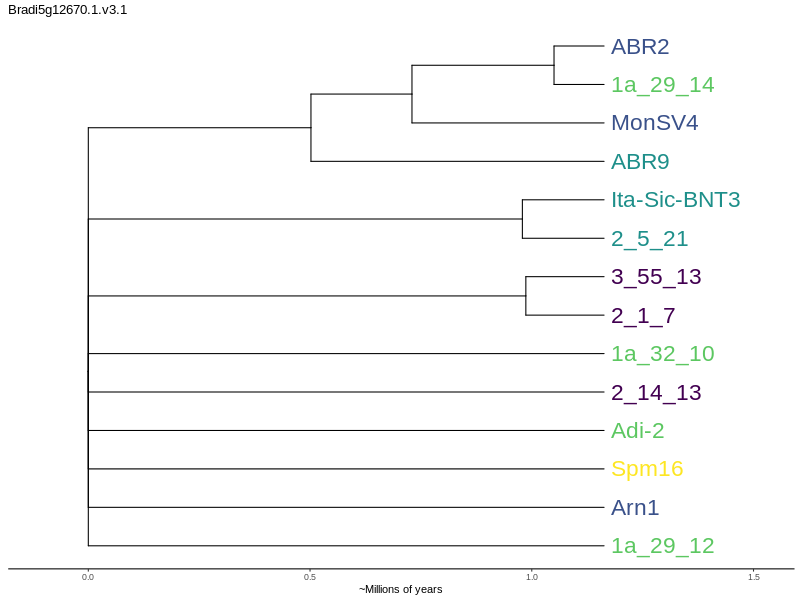 Bradi5g12670.1.v3.1
ABR2
1a_29_14
MonSV4
ABR9
Ita-Sic-BNT3
2_5_21
3_55_13
2_1_7
1a_32_10
2_14_13
Adi-2
Spm16
Arn1
1a_29_12
0.0 0.5 1.0 1.5
~Millions of years